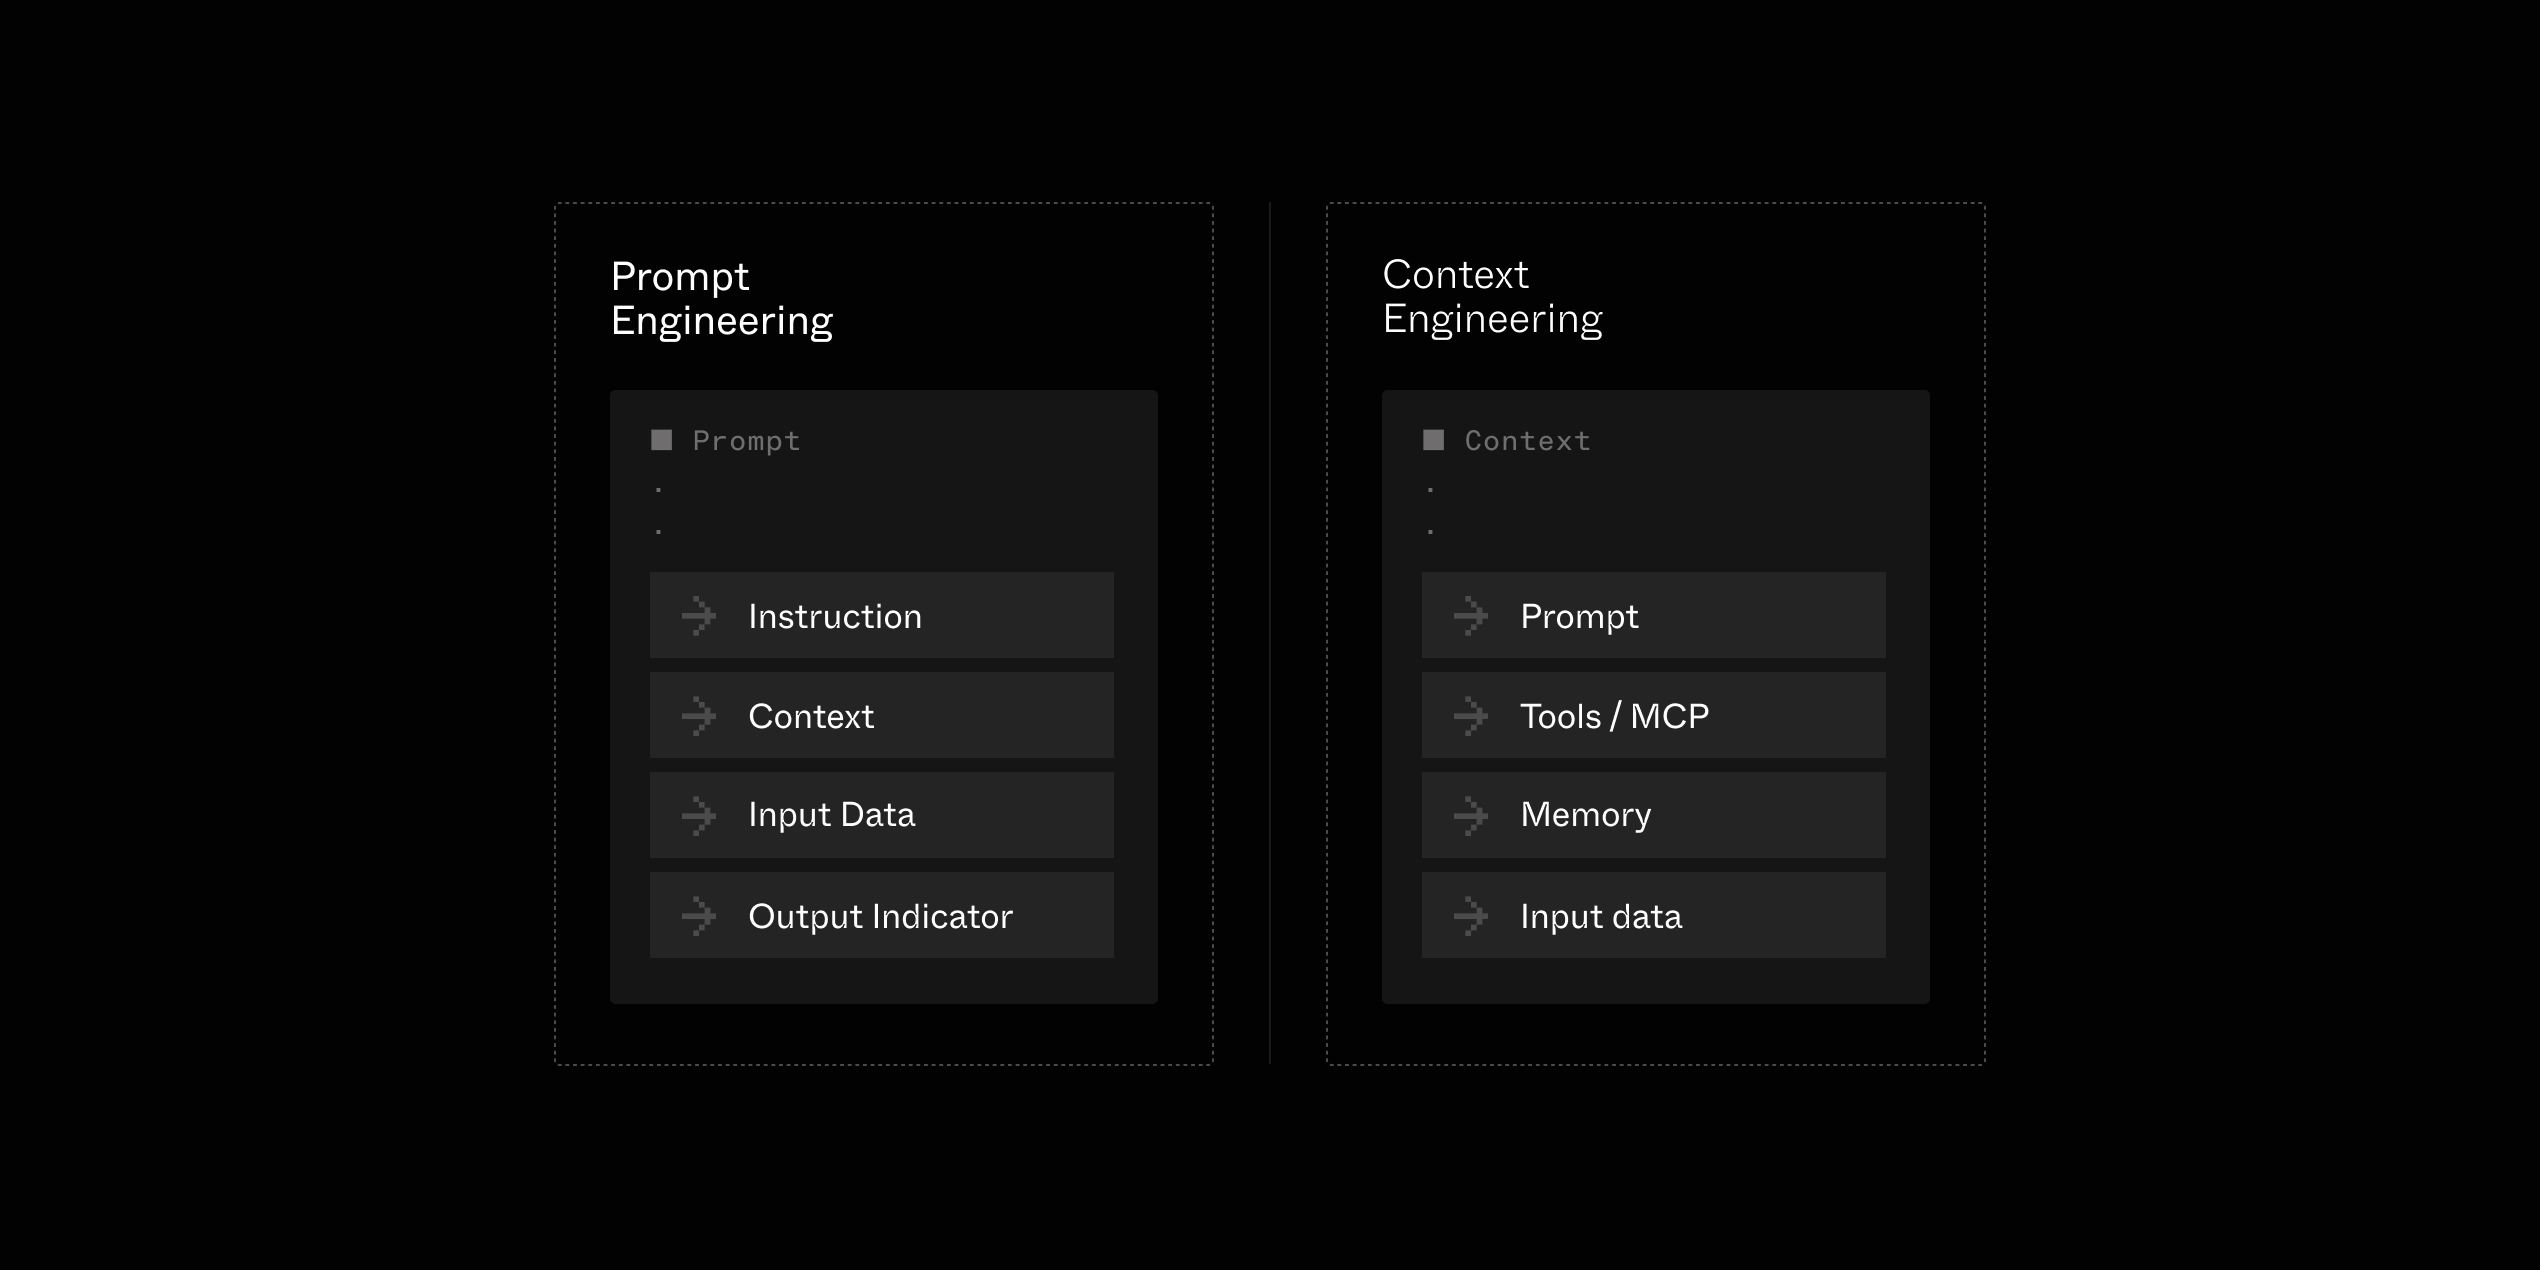 Prompt
Engineering
Prompt
Instruction
Context
Input Data
Output Indicator
Context
Engineering
Context
Prompt
Tools / MCP
Memory
Input data